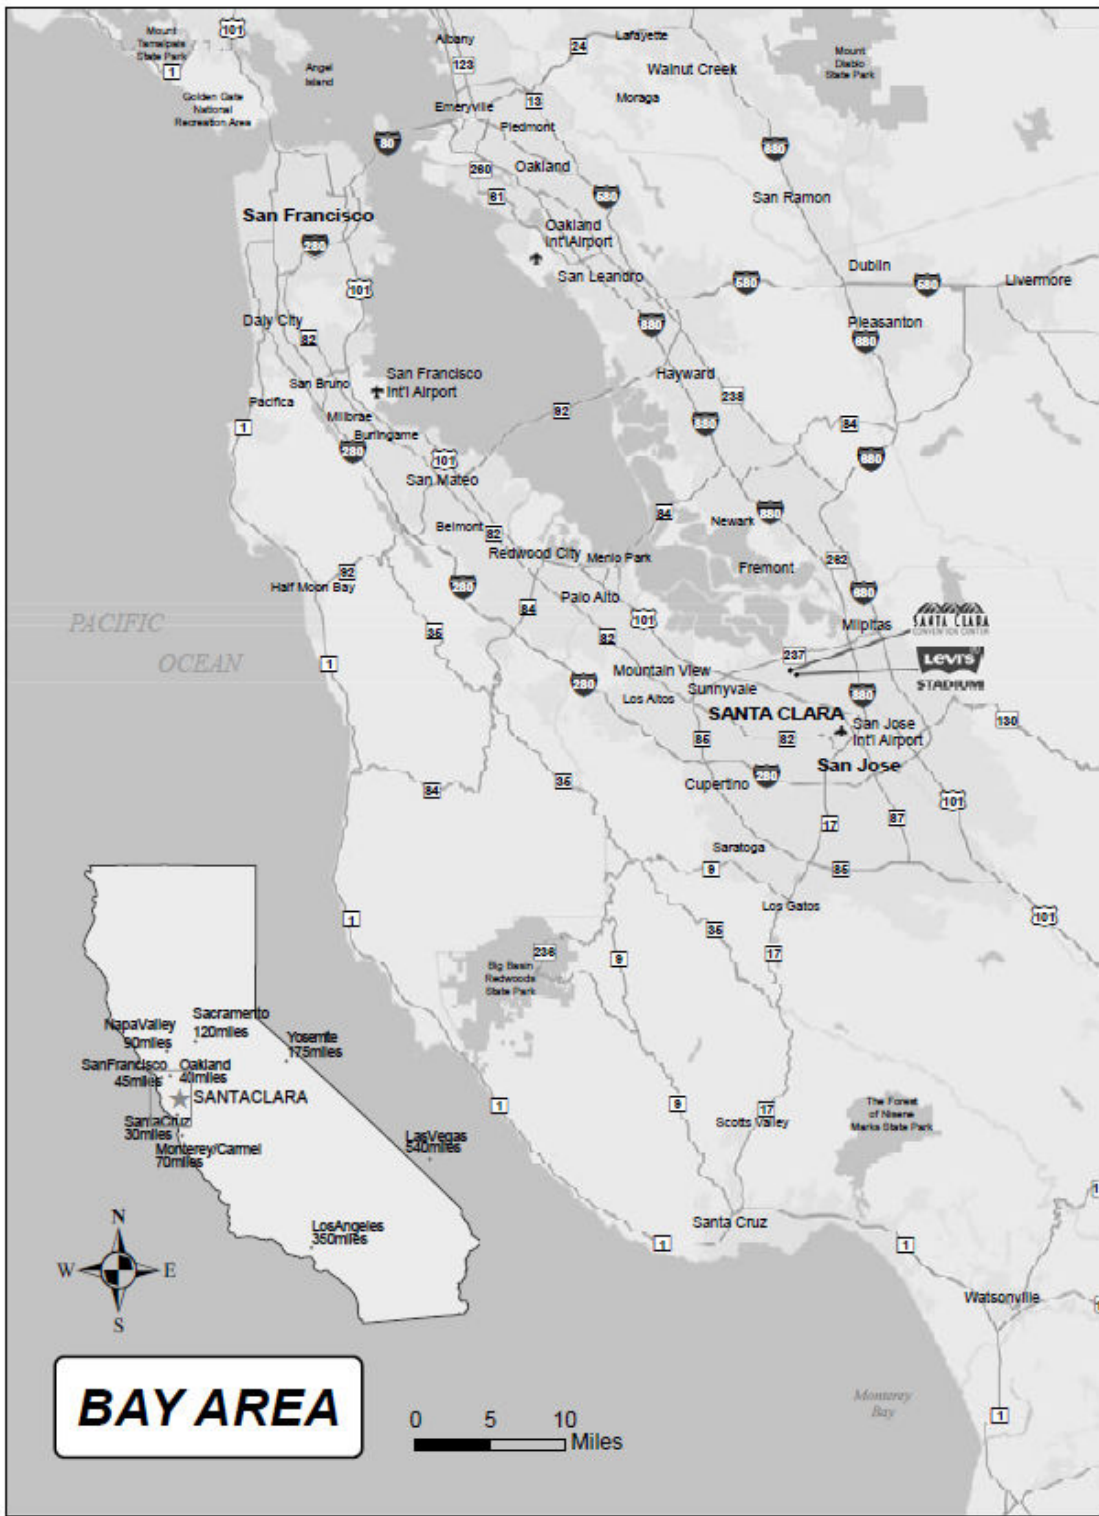 Mount
Tamalpais
State Park
101
1
Angel
Island
Golden Gate
National
Recreation Area
Albany
123
24
Lafayette
Walnut Creek
Mount
Diablo
State Park
Emeryville
13
Moraga
Piedmont
80
260
Oakland
680
61
580
San Ramon
San Francisco
280
Oakland
Int'l Airport
San Leandro
Dublin
580
580
Livermore
101
880
Pleasanton
680
Daly City
82
San Bruno
San Francisco
Int'l Airport
Hayward
238
Pacifica
1
Millbrae
92
880
84
Burlingame
280
101
680
San Mateo
84
880
Newark
Belmont
82
Redwood City
Menlo Park
Fremont
262
92
Half Moon Bay
280
680
Palo Alto
84
101
SANTA CLARA
CONVENTION CENTER
PACIFIC
OCEAN
35
82
Milpitas
237
LEVI'S
STADIUM
1
Mountain View
280
Sunnyvale
Los Altos
880
SANTA CLARA
130
85
82
San Jose
Int'l Airport
San Jose
84
35
Cupertino
280
101
17
87
Saratoga
9
85
Los Gatos
1
101
35
236
9
17
Big Basin
Redwoods
State Park
Sacramento
120miles
NapaValley
90miles
Yosemite
175miles
SanFrancisco
45miles
Oakland
40miles
SANTACLARA
SantaCruz
30miles
Monterey/Carmel
70miles
LasVegas
540miles
LosAngeles
350miles
1
9
17
Scotts Valley
The Forest
of Nisene
Marks State Park
N
W
E
S
Santa Cruz
1
1
Watsonville
BAY AREA
0 5 10
Miles
Monterey
Bay
1